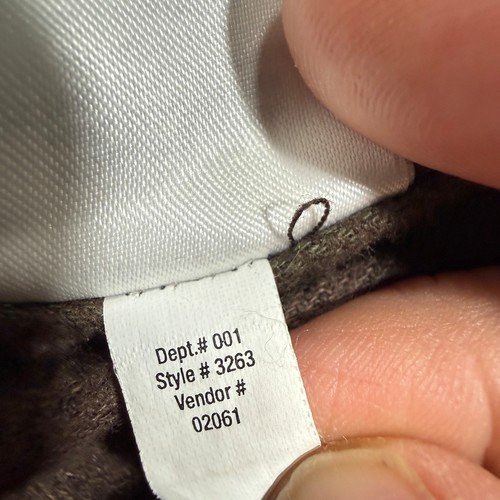 Dept.# 001
Style # 3263
Vendor #
02061